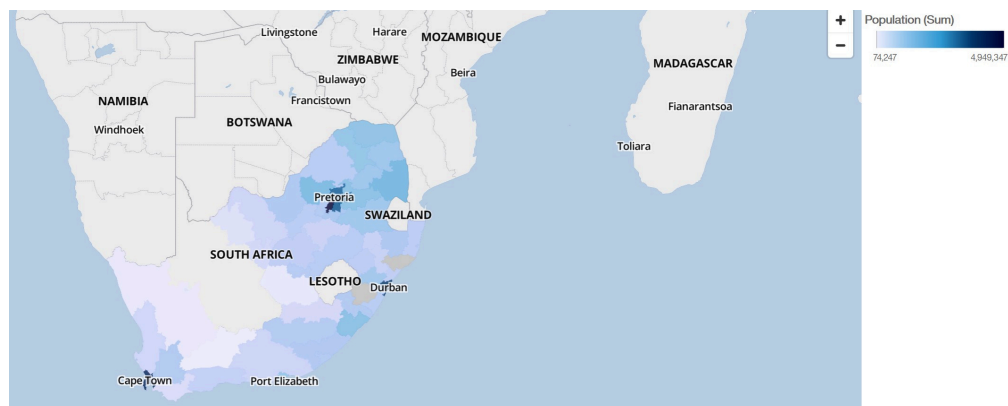 Livingstone
Harare
MOZAMBIQUE
ZIMBABWE
Beira
Bulawayo
NAMIBIA
Francistown
Windhoek
BOTSWANA
MADAGASCAR
Fianarantsoa
Toliara
Pretoria
SWAZILAND
SOUTH AFRICA
LESOTHO
Durban
Cape Town
Port Elizabeth
+
−
Population (Sum)
74,247 4,949,347